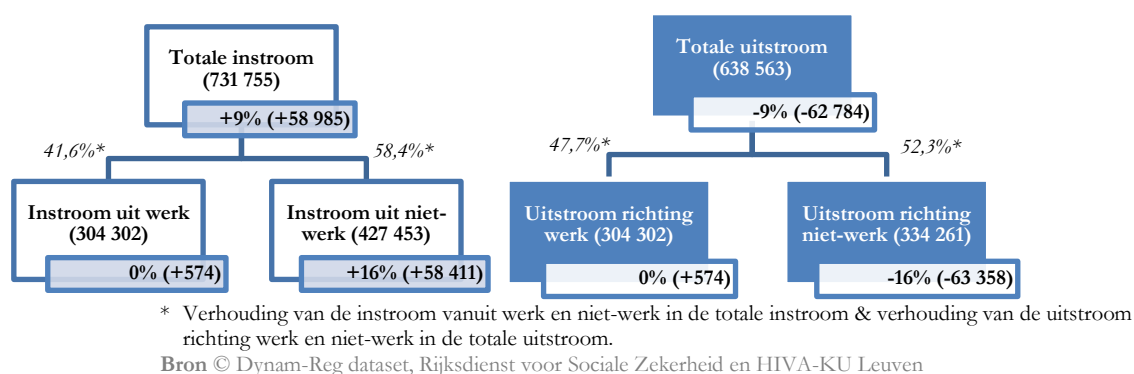 Totale instroom
(731 755)
+9% (+58 985)
41,6%*
58,4%*
Instroom uit werk
(304 302)
0% (+574)
Instroom uit niet-
werk (427 453)
+16% (+58 411)
Totale uitstroom
(638 563)
-9% (-62 784)
47,7%*
52,3%*
Uitstroom richting
werk (304 302)
0% (+574)
Uitstroom richting
niet-werk (334 261)
-16% (-63 358)
* Verhouding van de instroom vanuit werk en niet-werk in de totale instroom & verhouding van de uitstroom
richting werk en niet-werk in de totale uitstroom.
Bron © Dynam-Reg dataset, Rijksdienst voor Sociale Zekerheid en HIVA-KU Leuven